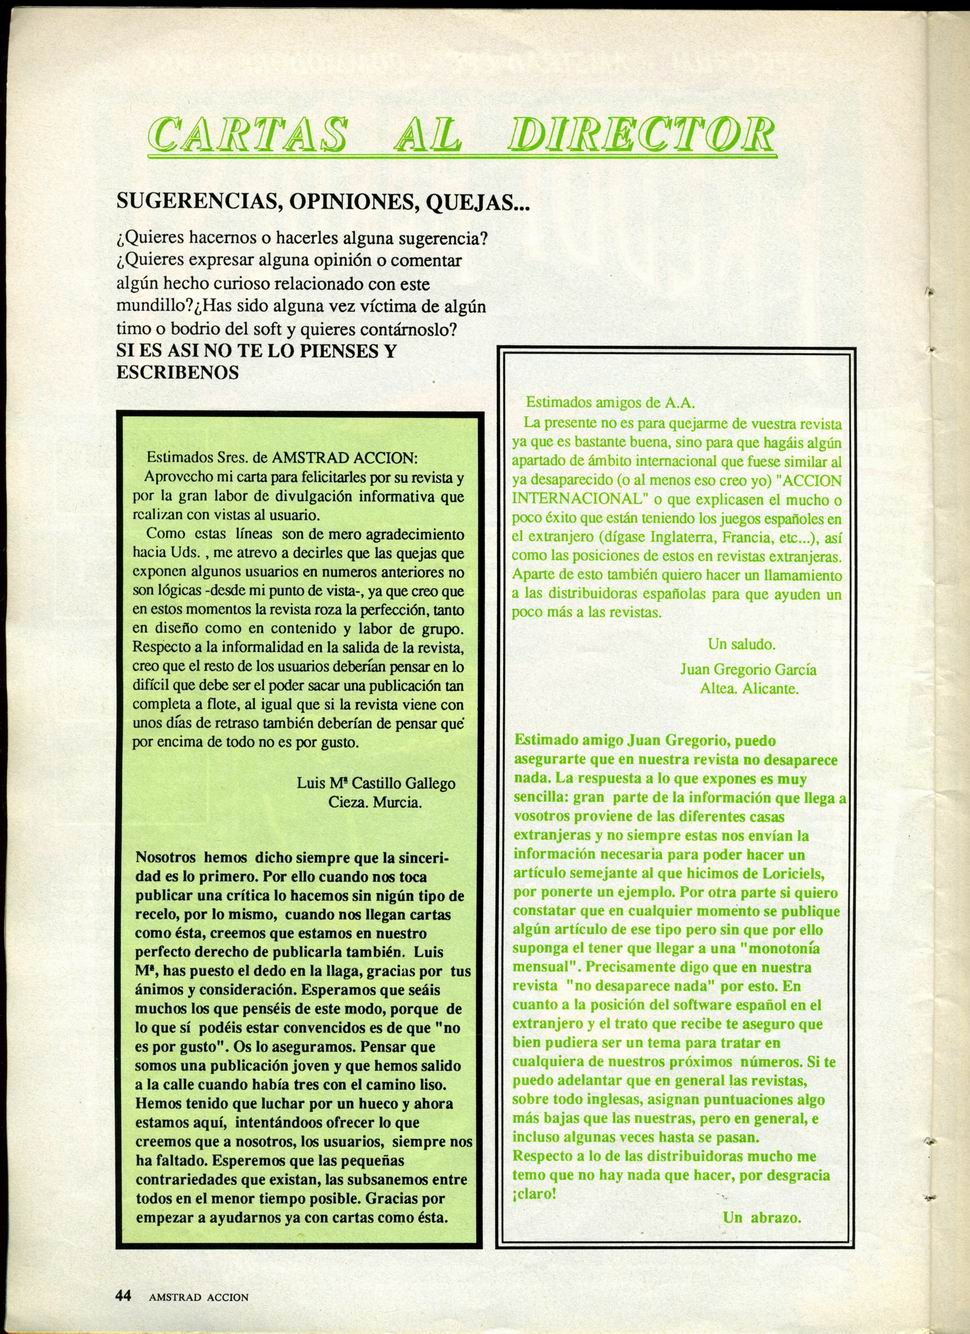 CARTAS AL DIRECTOR
SUGERENCIAS, OPINIONES, QUEJAS...
¿Quieres hacernos o hacerles alguna sugerencia?
¿Quieres expresar alguna opinión o comentar
algún hecho curioso relacionado con este
mundillo?¿Has sido alguna vez víctima de algún
timo o bodrio del soft y quieres contárnoslo?
SI ES ASI NO TE LO PIENSES Y
ESCRIBENOS
Estimados Sres. de AMSTRAD ACCION:
Aprovecho mi carta para felicitarles por su revista y
por la gran labor de divulgación informativa que
realizan con vistas al usuario.
Como estas líneas son de mero agradecimiento
hacia Uds. , me atrevo a decirles que las quejas que
exponen algunos usuarios en numeros anteriores no
son lógicas -desde mi punto de vista-, ya que creo que
en estos momentos la revista roza la perfección, tanto
en diseño como en contenido y labor de grupo.
Respecto a la informalidad en la salida de la revista,
creo que el resto de los usuarios deberían pensar en lo
difícil que debe ser el poder sacar una publicación tan
completa a flote, al igual que si la revista viene con
unos días de retraso también deberían de pensar que
por encima de todo no es por gusto.
Luis Mª Castillo Gallego
Cieza. Murcia.
Nosotros hemos dicho siempre que la sinceri-
dad es lo primero. Por ello cuando nos toca
publicar una crítica lo hacemos sin nigún tipo de
recelo, por lo mismo, cuando nos llegan cartas
como ésta, creemos que estamos en nuestro
perfecto derecho de publicarla también. Luis
Mª, has puesto el dedo en la llaga, gracias por tus
ánimos y consideración. Esperamos que seáis
muchos los que penséis de este modo, porque de
lo que sí podéis estar convencidos es de que "no
es por gusto". Os lo aseguramos. Pensar que
somos una publicación joven y que hemos salido
a la calle cuando había tres con el camino liso.
Hemos tenido que luchar por un hueco y ahora
estamos aquí, intentándoos ofrecer lo que
creemos que a nosotros, los usuarios, siempre nos
ha faltado. Esperemos que las pequeñas
contrariedades que existan, las subsanemos entre
todos en el menor tiempo posible. Gracias por
empezar a ayudarnos ya con cartas como ésta.
Estimados amigos de A.A.
La presente no es para quejarme de vuestra revista
ya que es bastante buena, sino para que hagáis algún
apartado de ámbito internacional que fuese similar al
ya desaparecido (o al menos eso creo yo) "ACCION
INTERNACIONAL" o que explicasen el mucho o
poco éxito que están teniendo los juegos españoles en
el extranjero (dígase Inglaterra, Francia, etc...), así
como las posiciones de estos en revistas extranjeras.
Aparte de esto también quiero hacer un llamamiento
a las distribuidoras españolas para que ayuden un
poco más a las revistas.
Un saludo.
Juan Gregorio García
Altea. Alicante.
Estimado amigo Juan Gregorio, puedo
asegurarte que en nuestra revista no desaparece
nada. La respuesta a lo que expones es muy
sencilla: gran parte de la información que llega a
vosotros proviene de las diferentes casas
extranjeras y no siempre estas nos envían la
información necesaria para poder hacer un
artículo semejante al que hicimos de Loriciels,
por ponerte un ejemplo. Por otra parte si quiero
constatar que en cualquier momento se publique
algún artículo de ese tipo pero sin que por ello
suponga el tener que llegar a una "monotonía
mensual". Precisamente digo que en nuestra
revista "no desaparece nada" por esto. En
cuanto a la posición del software español en el
extranjero y el trato que recibe te aseguro que
bien pudiera ser un tema para tratar en
cualquiera de nuestros próximos números. Si te
puedo adelantar que en general las revistas,
sobre todo inglesas, asignan puntuaciones algo
más bajas que las nuestras, pero en general, e
incluso algunas veces hasta se pasan.
Respecto a lo de las distribuidoras mucho me
temo que no hay nada que hacer, por desgracia
¡claro!
Un abrazo.
44 AMSTRAD ACCION